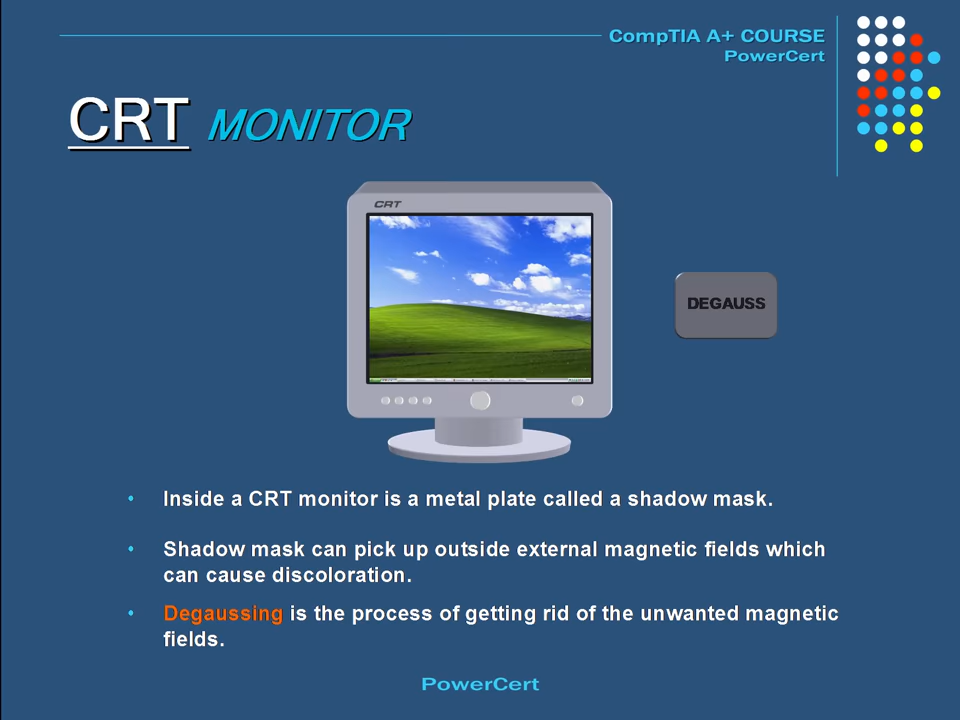 CompTIA A+ COURSE
PowerCert
CRT MONITOR
CRT
DEGAUSS
• Inside a CRT monitor is a metal plate called a shadow mask.
• Shadow mask can pick up outside external magnetic fields which
can cause discoloration.
• Degaussing is the process of getting rid of the unwanted magnetic
fields.
PowerCert